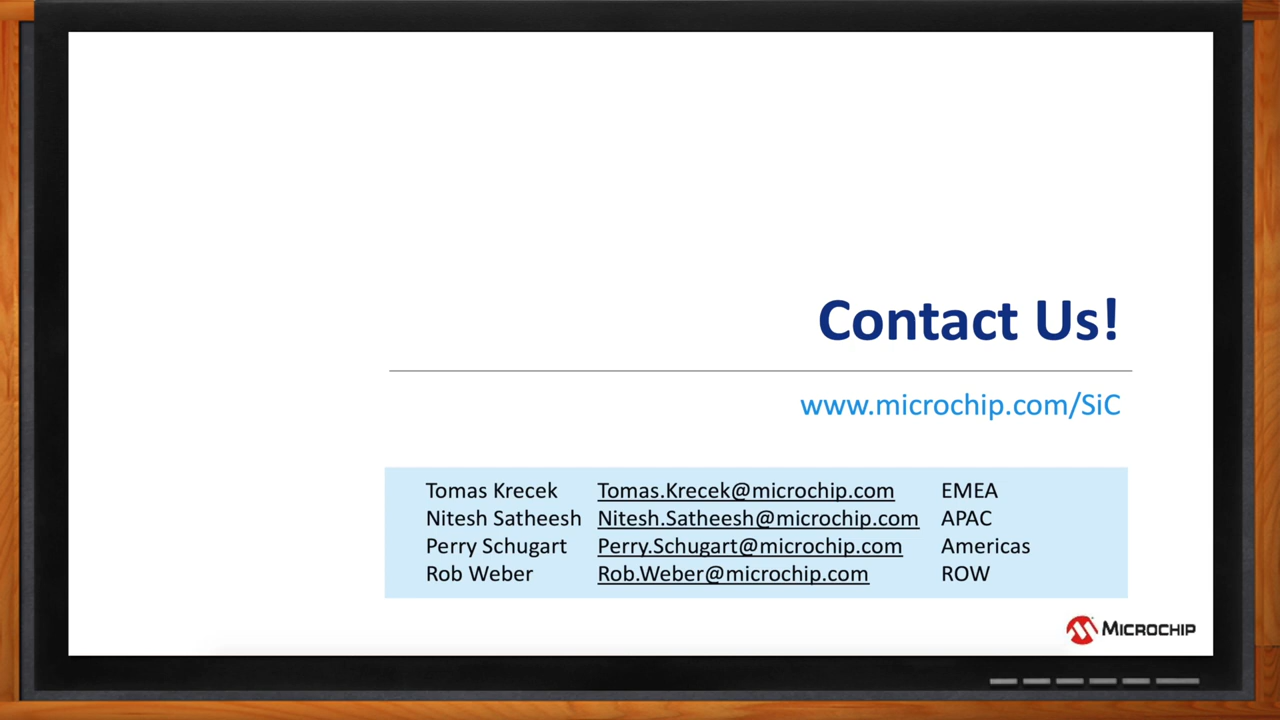 Contact Us!
www.microchip.com/SiC
Tomas Krecek Tomas.Krecek@microchip.com EMEA
Nitesh Satheesh Nitesh.Satheesh@microchip.com APAC
Perry Schugart Perry.Schugart@microchip.com Americas
Rob Weber Rob.Weber@microchip.com ROW
MICROCHIP